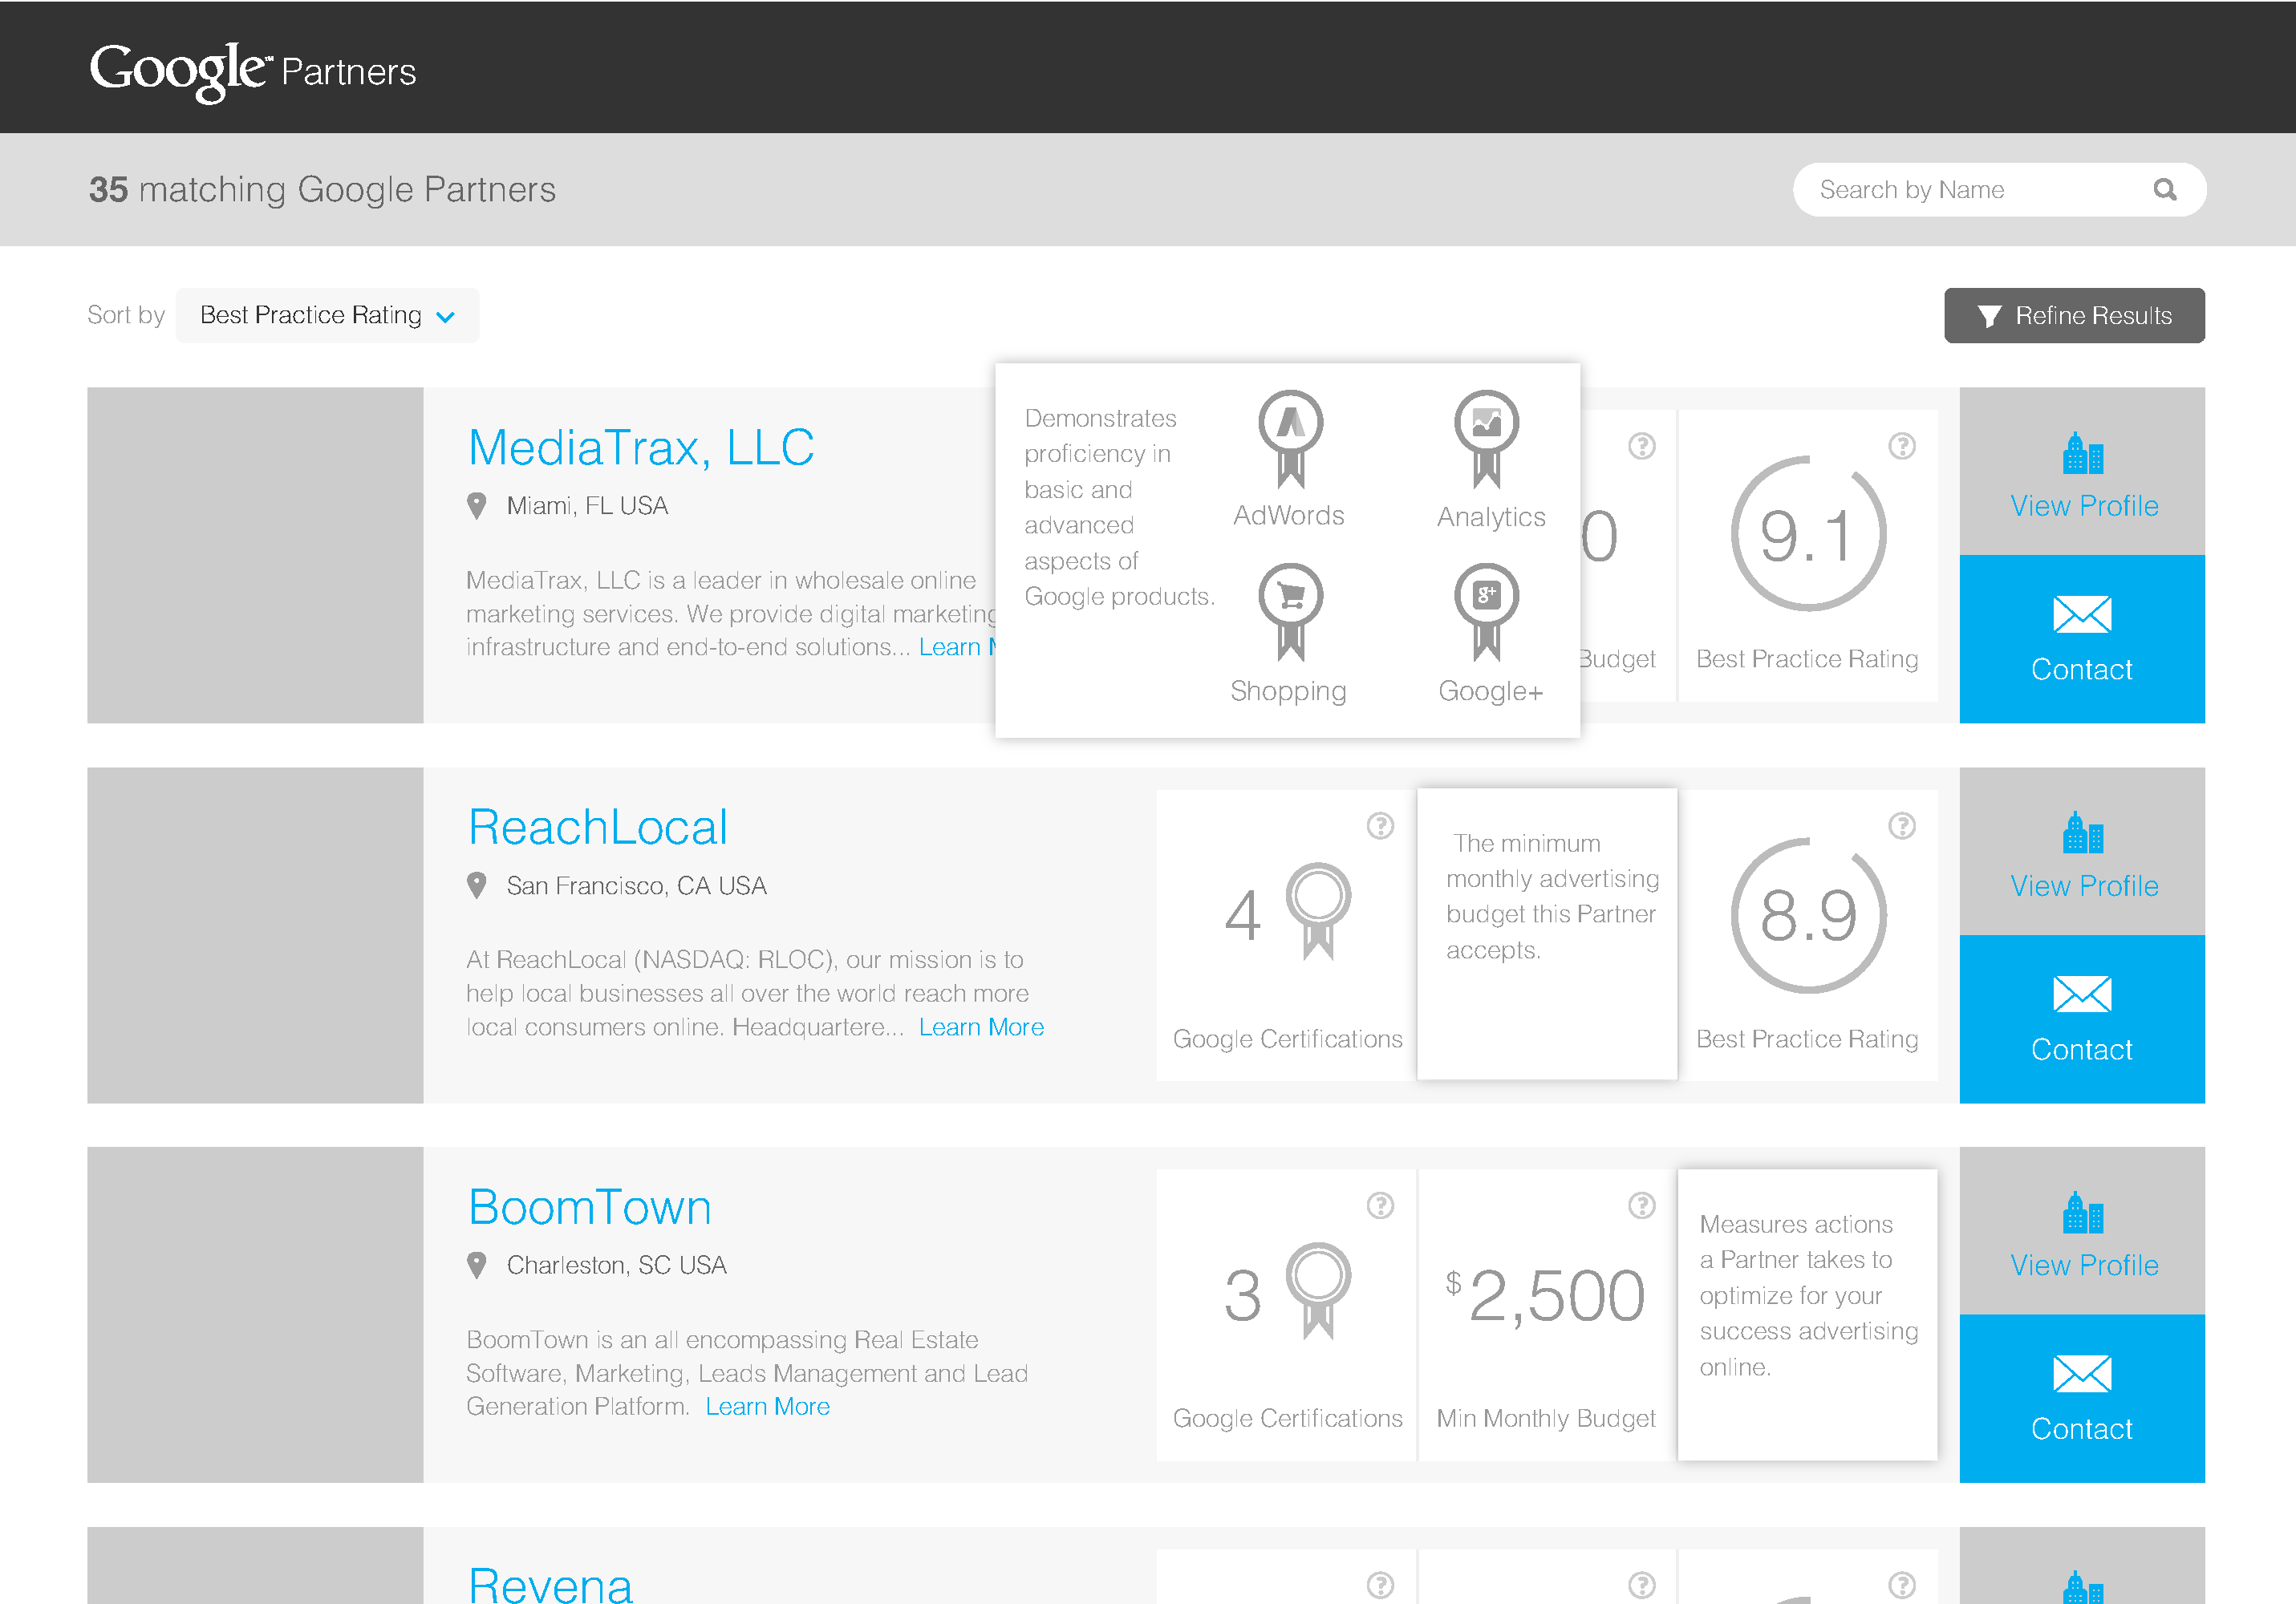 Google™ Partners
35 matching Google Partners
Search by Name
Sort by
Best Practice Rating
Refine Results
MediaTrax, LLC
Miami, FL USA
MediaTrax, LLC is a leader in wholesale online
marketing services. We provide digital marketing
infrastructure and end-to-end solutions... Learn
Demonstrates
proficiency in
basic and
advanced
aspects of
Google products.
AdWords
Analytics
Shopping
Google+
0
Budget
9.1
Best Practice Rating
View Profile
Contact
ReachLocal
San Francisco, CA USA
At ReachLocal (NASDAQ: RLOC), our mission is to
help local businesses all over the world reach more
local consumers online. Headquartere... Learn More
4
Google Certifications
The minimum
monthly advertising
budget this Partner
accepts.
8.9
Best Practice Rating
View Profile
Contact
BoomTown
Charleston, SC USA
BoomTown is an all encompassing Real Estate
Software, Marketing, Leads Management and Lead
Generation Platform. Learn More
3
Google Certifications
$2,500
Min Monthly Budget
Measures actions
a Partner takes to
optimize for your
success advertising
online.
View Profile
Contact
Revena